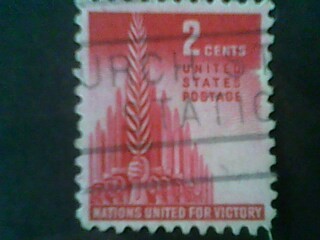 2 CENTS
UNITED
STATES
POSTAGE
NATIONS UNITED FOR VICTORY